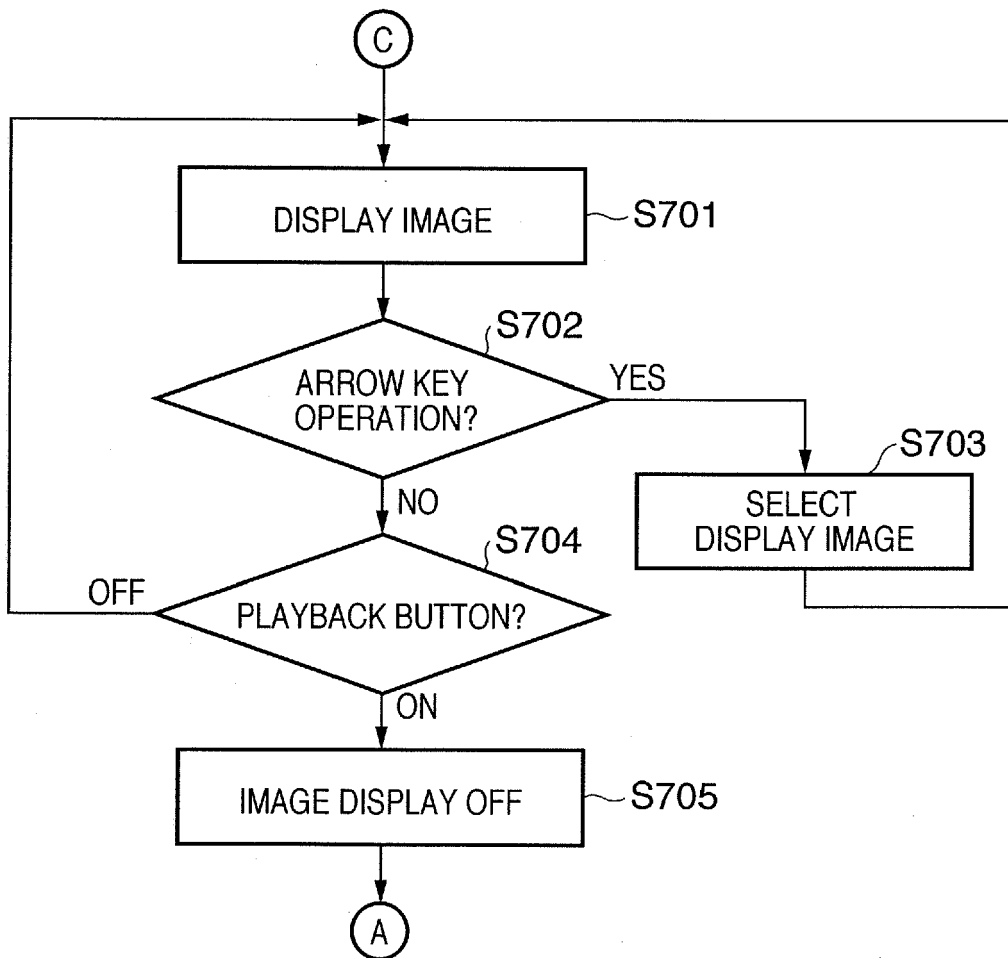 C
DISPLAY IMAGE
S701
S702
ARROW KEY
OPERATION?
YES
S703
SELECT
DISPLAY IMAGE
NO
S704
OFF
PLAYBACK BUTTON?
ON
IMAGE DISPLAY OFF
S705
A